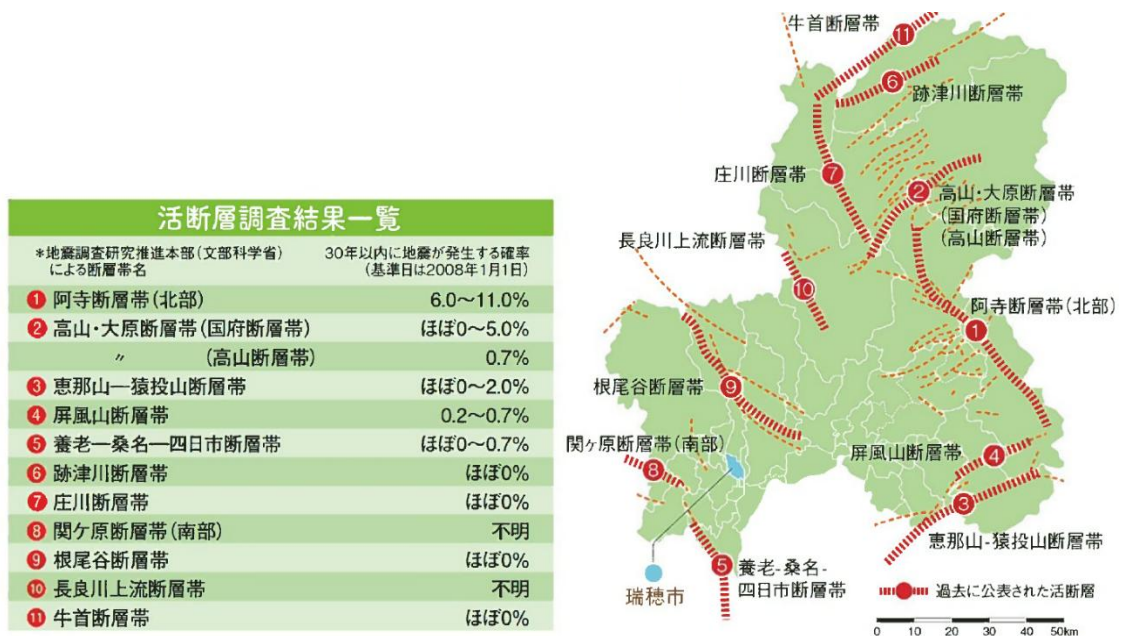 活断層調査結果一覧
*地震調査研究推進本部(文部科学省)
による断層帯名
30年以内に地震が発生する確率
(基準日は2008年1月1日)
1 阿寺断層帯(北部) 6.0〜11.0%
2 高山・大原断層帯(国府断層帯) ほぼ0〜5.0%
〃 (高山断層帯) 0.7%
3 恵那山―猿投山断層帯 ほぼ0〜2.0%
4 屏風山断層帯 0.2〜0.7%
5 養老―桑名―四日市断層帯 ほぼ0〜0.7%
6 跡津川断層帯 ほぼ0%
7 庄川断層帯 ほぼ0%
8 関ケ原断層帯(南部) 不明
9 根尾谷断層帯 ほぼ0%
10 長良川上流断層帯 不明
11 牛首断層帯 ほぼ0%
牛首断層帯
11
6
跡津川断層帯
庄川断層帯
7
2
高山・大原断層帯
(国府断層帯)
(高山断層帯)
長良川上流断層帯
10
阿寺断層帯(北部)
1
根尾谷断層帯
9
関ヶ原断層帯(南部)
8
屏風山断層帯
4
3
恵那山-猿投山断層帯
5
養老-桑名-
四日市断層帯
瑞穂市
過去に公表された活断層
0 10 20 30 40 50km